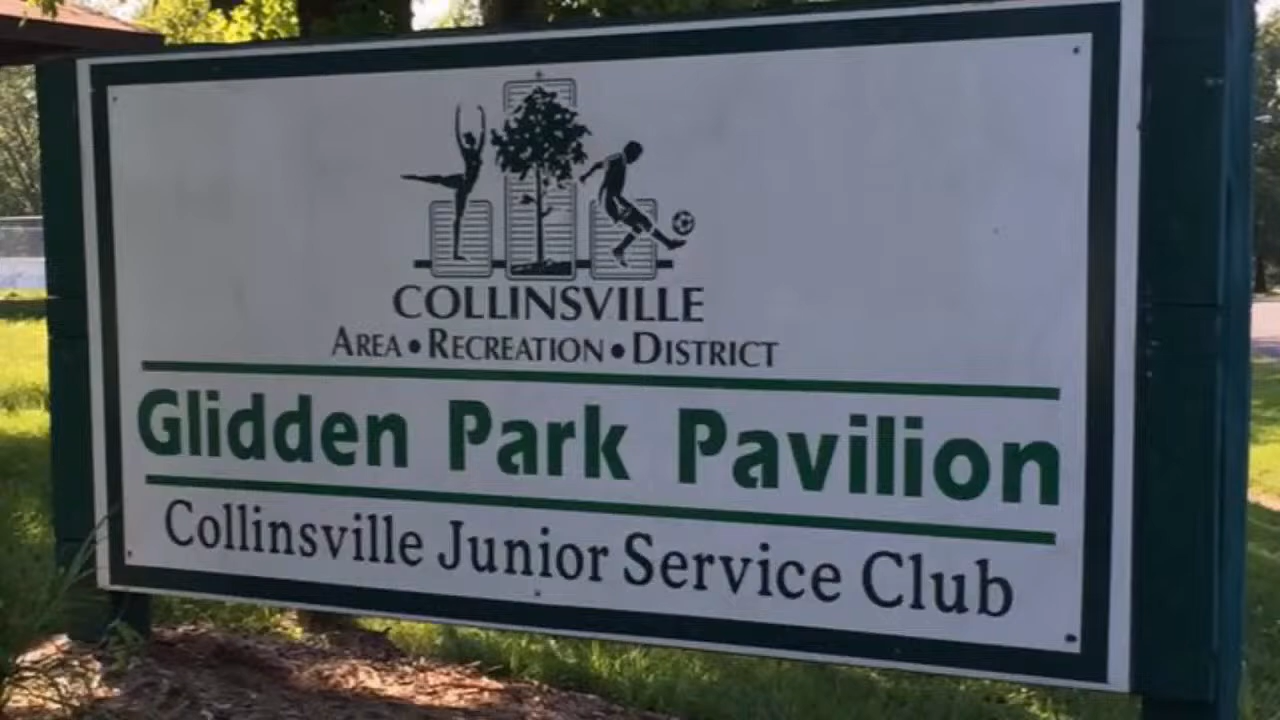 COLLINSVILLE
AREA • RECREATION • DISTRICT
Glidden Park Pavilion
Collinsville Junior Service Club